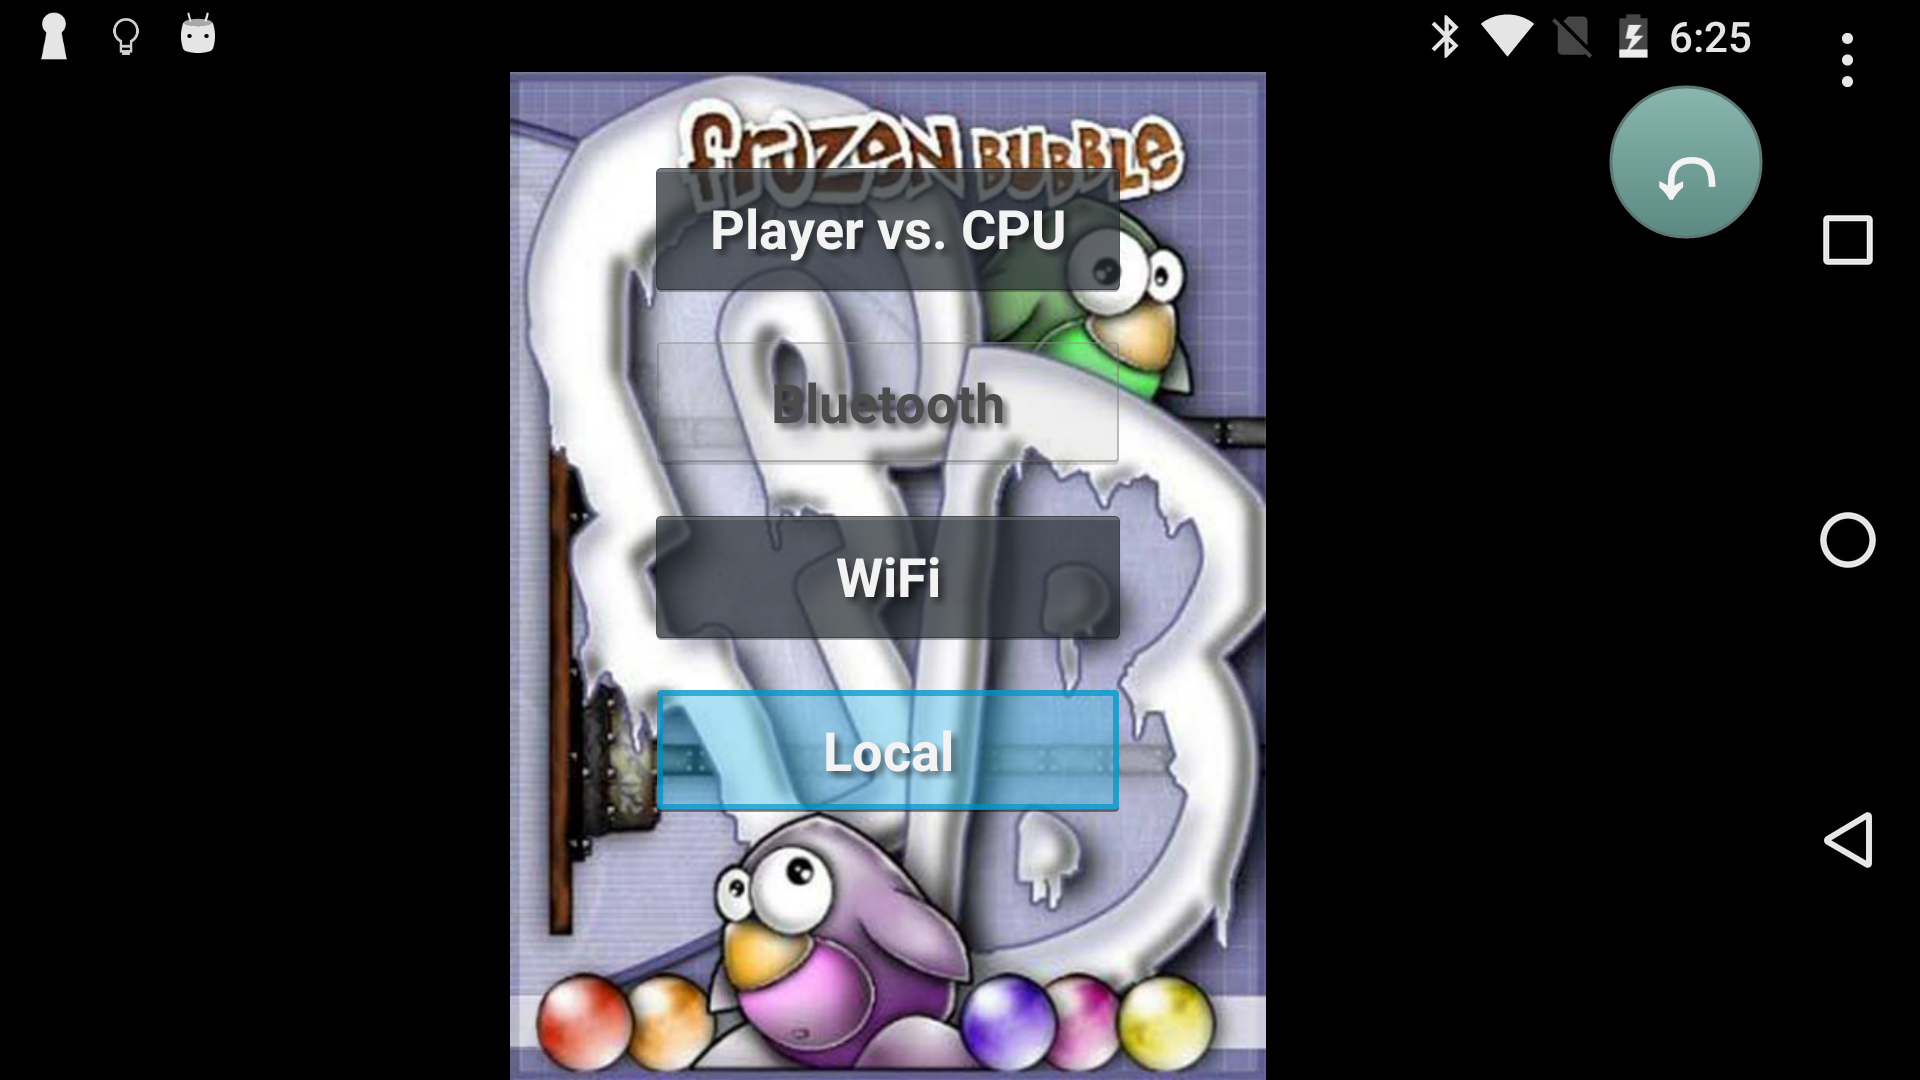 6:25
frozen BUBBLE
Player vs. CPU
Bluetooth
WiFi
Local